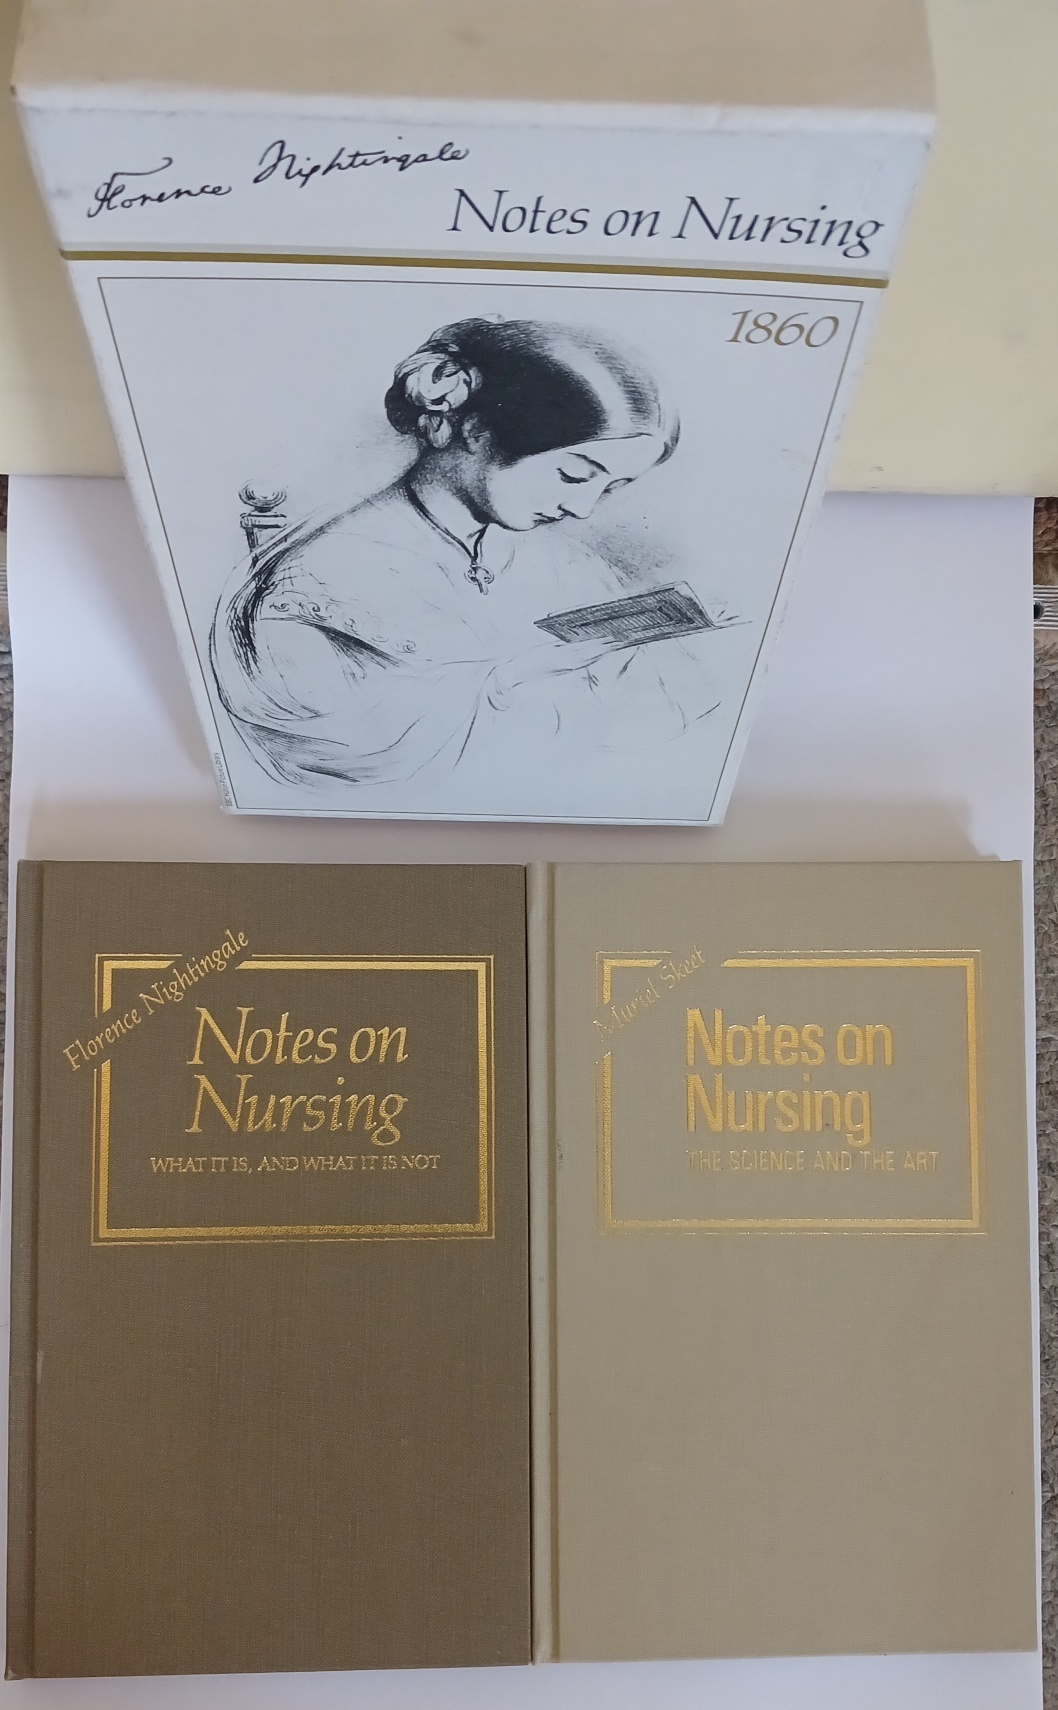 Florence Nightingale
Notes on Nursing
1860
Florence Nightingale
Notes on
Nursing
WHAT IT IS, AND WHAT IT IS NOT
Muriel Skeet
Notes on
Nursing
THE SCIENCE AND THE ART